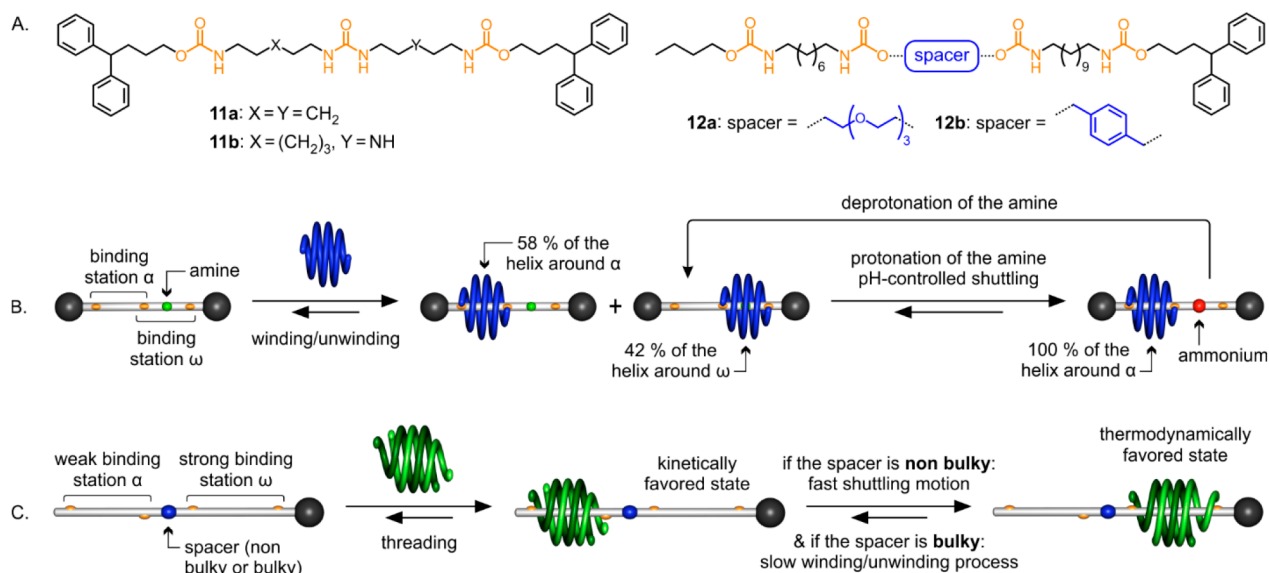 A.
O
O
N
H
X
N
H
O
N
H
Y
N
H
O
O
11a: X = Y = CH₂
11b: X = (CH₂)₃, Y = NH
O
O
N
H
6
H
N
O
O
spacer
O
O
N
H
9
H
N
O
O
12a: spacer =
O
3
12b: spacer =
B.
binding
station α
amine
binding
station ω
winding/unwinding
58 % of the
helix around α
+
42 % of the
helix around ω
deprotonation of the amine
protonation of the amine
pH-controlled shuttling
100 % of the
helix around α
ammonium
C.
weak binding
station α
strong binding
station ω
spacer (non
bulky or bulky)
threading
kinetically
favored state
if the spacer is non bulky:
fast shuttling motion
& if the spacer is bulky:
slow winding/unwinding process
thermodynamically
favored state